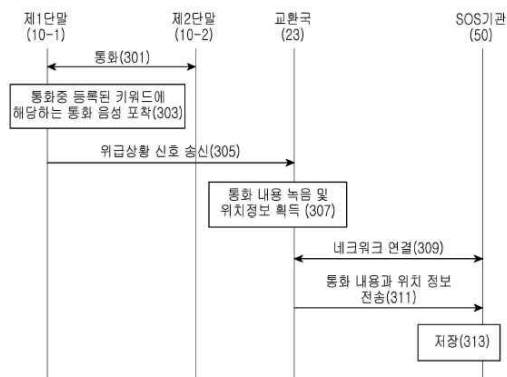 제1단말 제2단말 교환국 SOS기관
(10-1) (10-2) (23) (50)
통화(301)
통화중 등록된 키워드에
해당하는 통화 음성 포착(303)
위급상황 신호 송신(305)
통화 내용 녹음 및
위치정보 획득 (307)
네크워크 연결(309)
통화 내용과 위치 정보
전송(311)
저장(313)